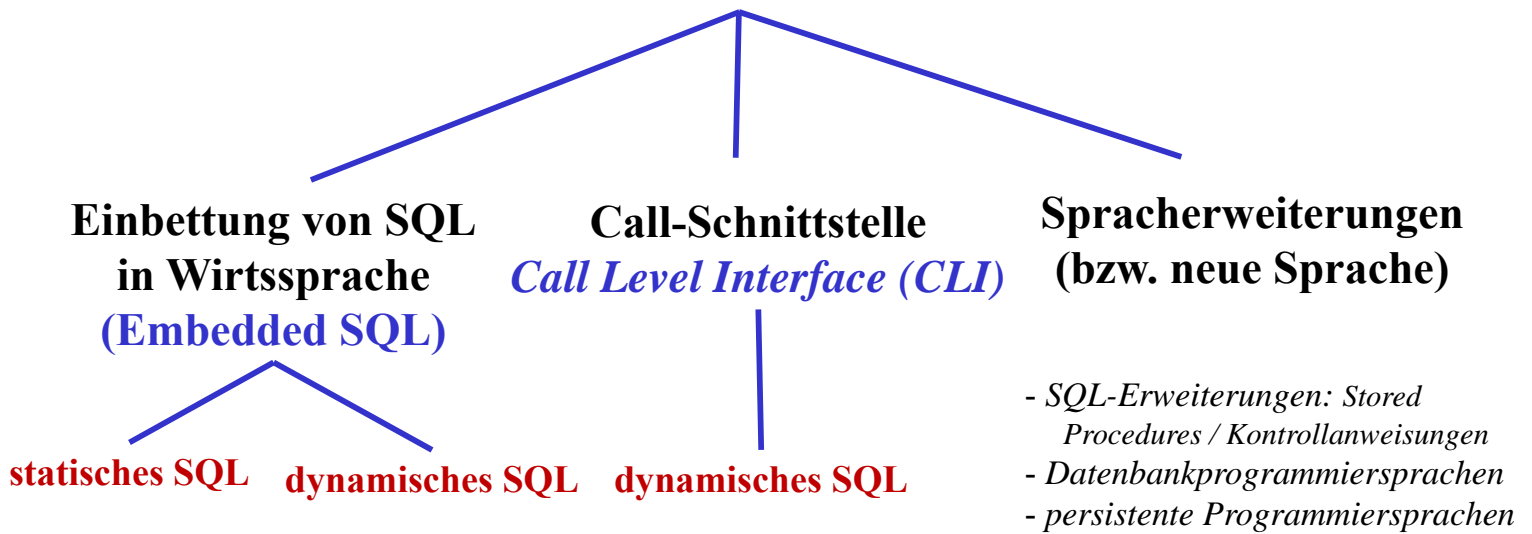 Einbettung von SQL
in Wirtssprache
(Embedded SQL)
Call-Schnittstelle
Call Level Interface (CLI)
Spracherweiterungen
(bzw. neue Sprache)
statisches SQL
dynamisches SQL
dynamisches SQL
- SQL-Erweiterungen: Stored
Procedures / Kontrollanweisungen
- Datenbankprogrammiersprachen
- persistente Programmiersprachen